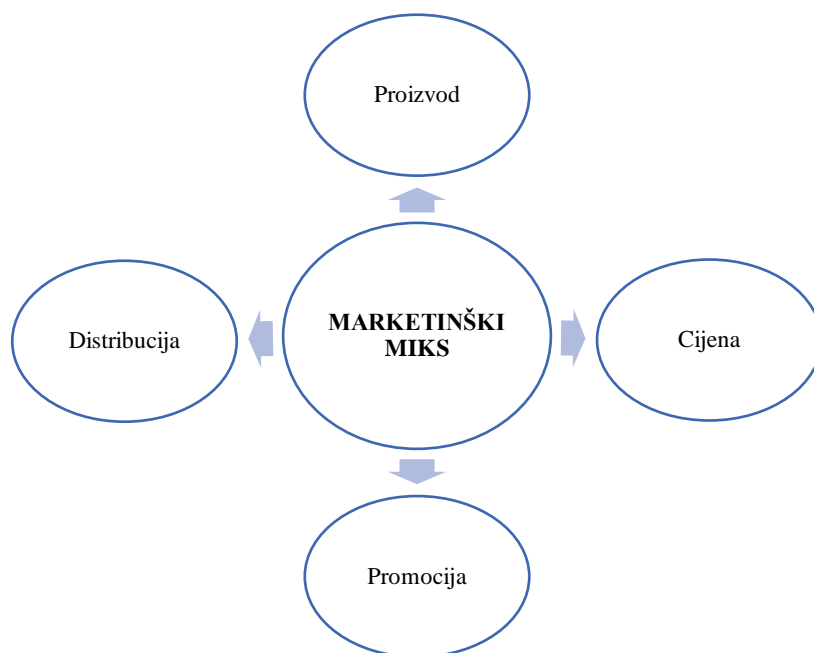 Proizvod
Distribucija
MARKETINŠKI
MIKS
Cijena
Promocija